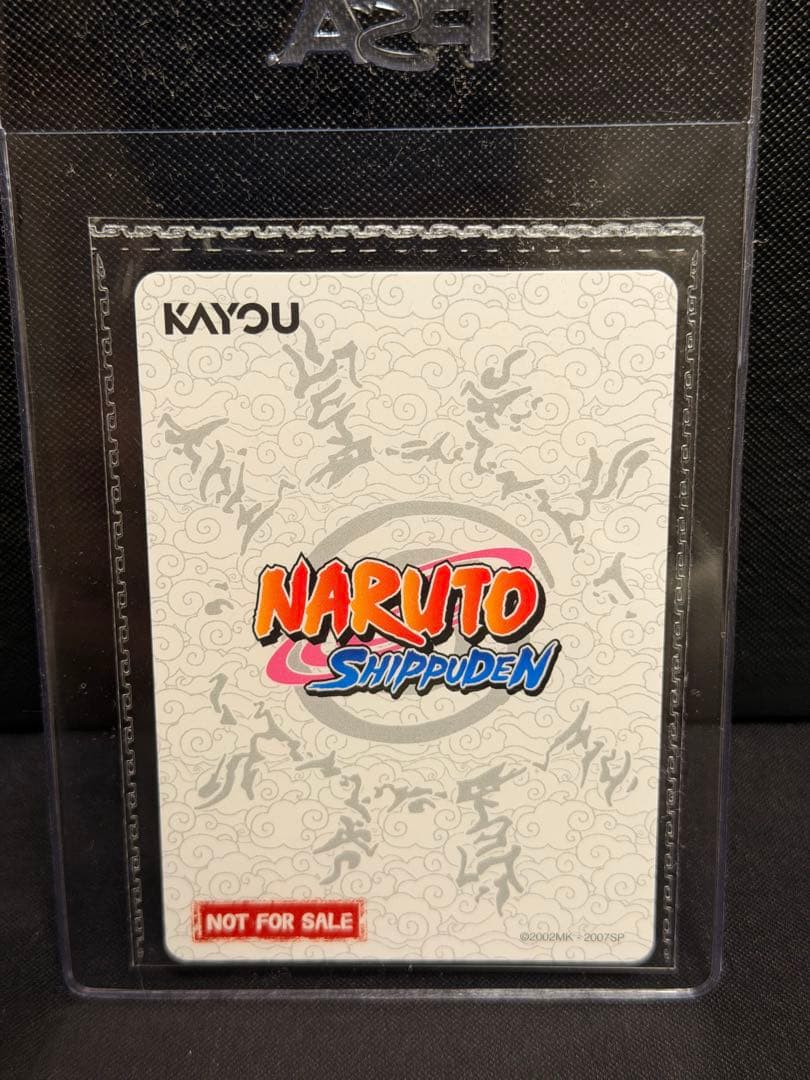 PSA
KAYOU
NARUTO
SHIPPUDEN
NOT FOR SALE
©2002MK - 2007SP